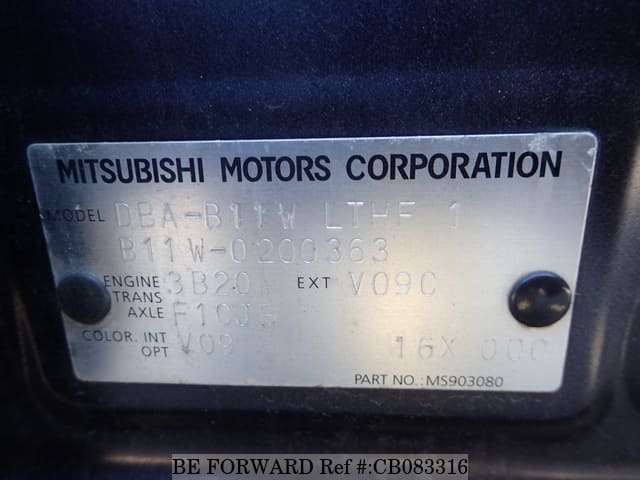 MITSUBISHI MOTORS CORPORATION
MODEL DBA-B11W LTHF 1
B11W-0200363
ENGINE 3B20 EXT V09C
TRANS
AXLE
COLOR. INT V09
OPT 16X 000
PART NO.;MS903080
BE FORWARD Ref #:CB083316